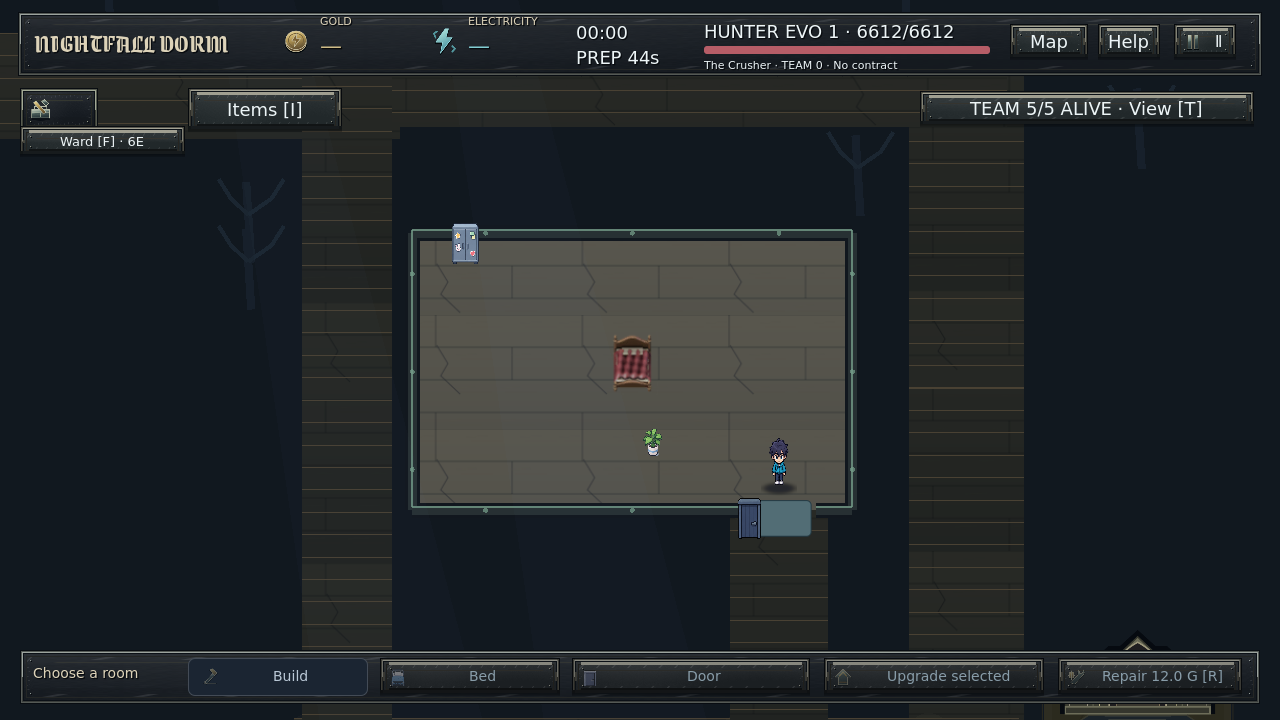 NIGHTFALL DORM
GOLD
—
ELECTRICITY
—
00:00
PREP 44s
HUNTER EVO 1 · 6612/6612
The Crusher · TEAM 0 · No contract
Map
Help
II
Items [I]
TEAM 5/5 ALIVE · View [T]
Ward [F] · 6E
Choose a room
Build
Bed
Door
Upgrade selected
Repair 12.0 G [R]